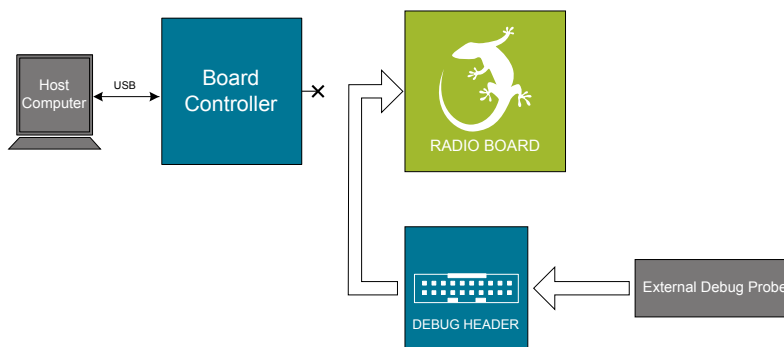 Host
Computer
USB
Board
Controller
RADIO BOARD
DEBUG HEADER
External Debug Probe